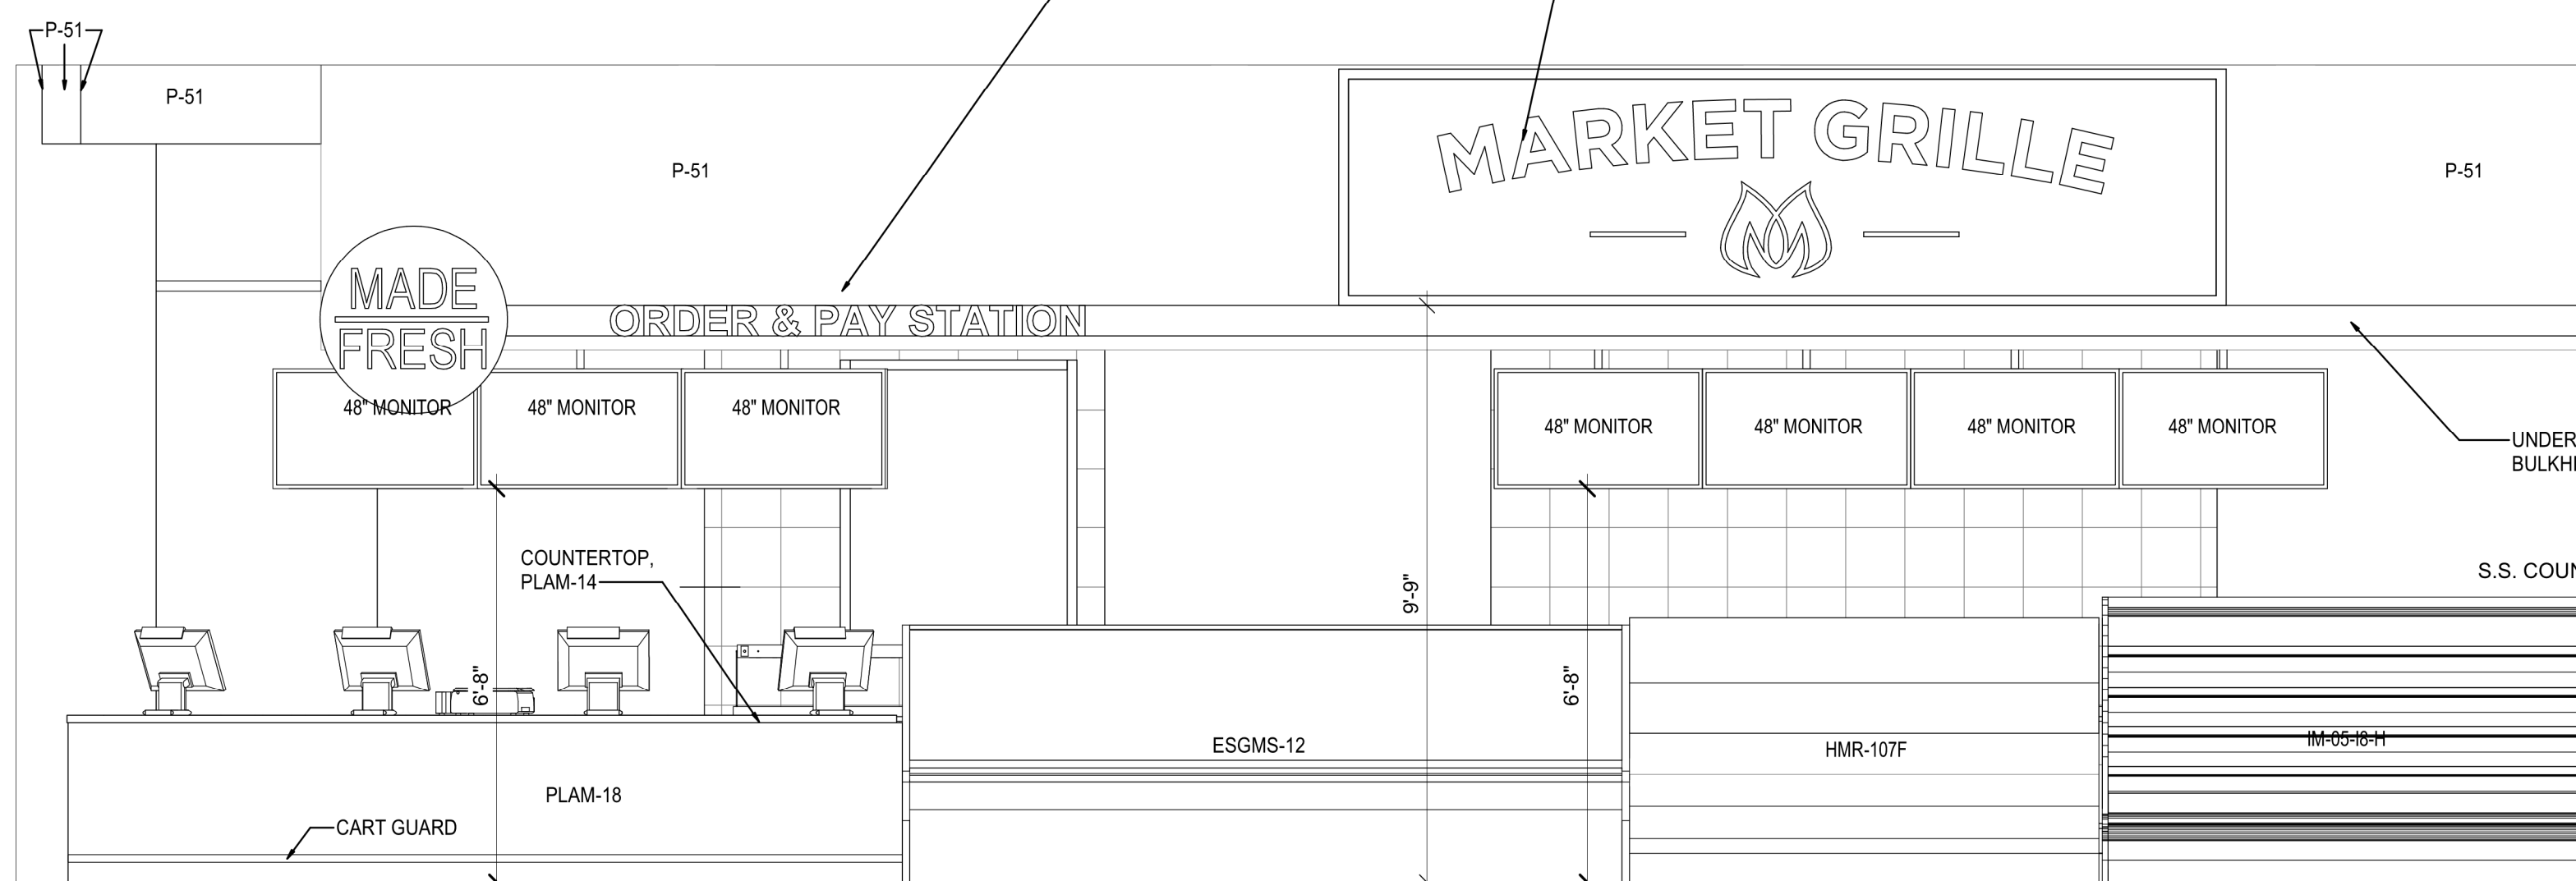 P-51
P-51
P-51
MARKET GRILLE
P-51
MADE
FRESH
ORDER & PAY STATION
48" MONITOR
48" MONITOR
48" MONITOR
48" MONITOR
48" MONITOR
48" MONITOR
48" MONITOR
UNDER
BULKH
COUNTERTOP,
PLAM-14
9'-9"
S.S. COUN
6'-8"
6'-8"
ESGMS-12
HMR-107F
IM-05-I8-H
PLAM-18
CART GUARD